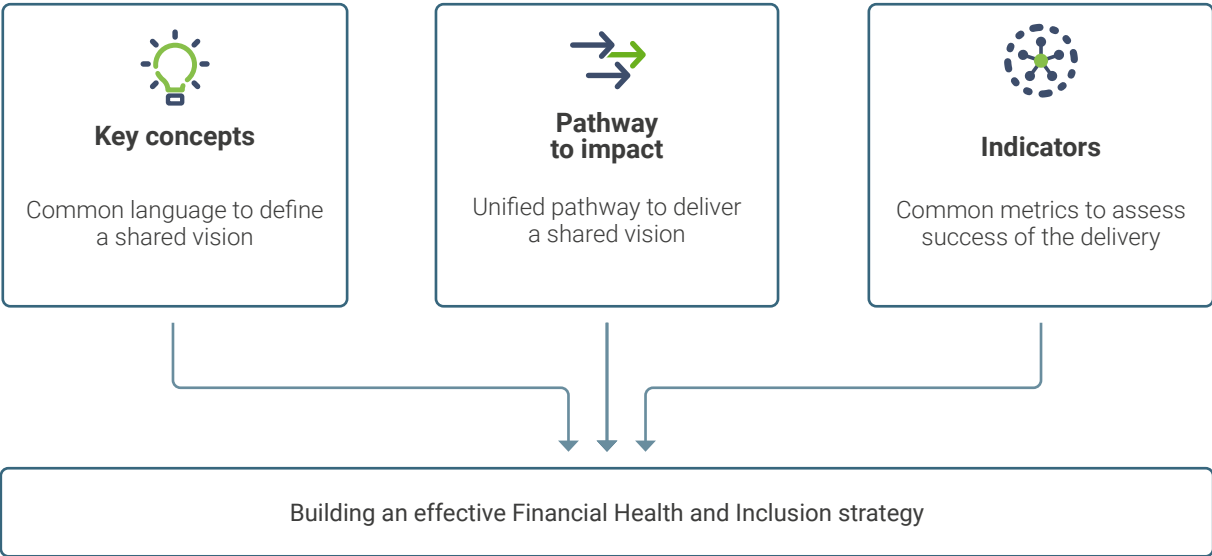 Key concepts
Common language to define
a shared vision
Pathway
to impact
Unified pathway to deliver
a shared vision
Indicators
Common metrics to assess
success of the delivery
Building an effective Financial Health and Inclusion strategy